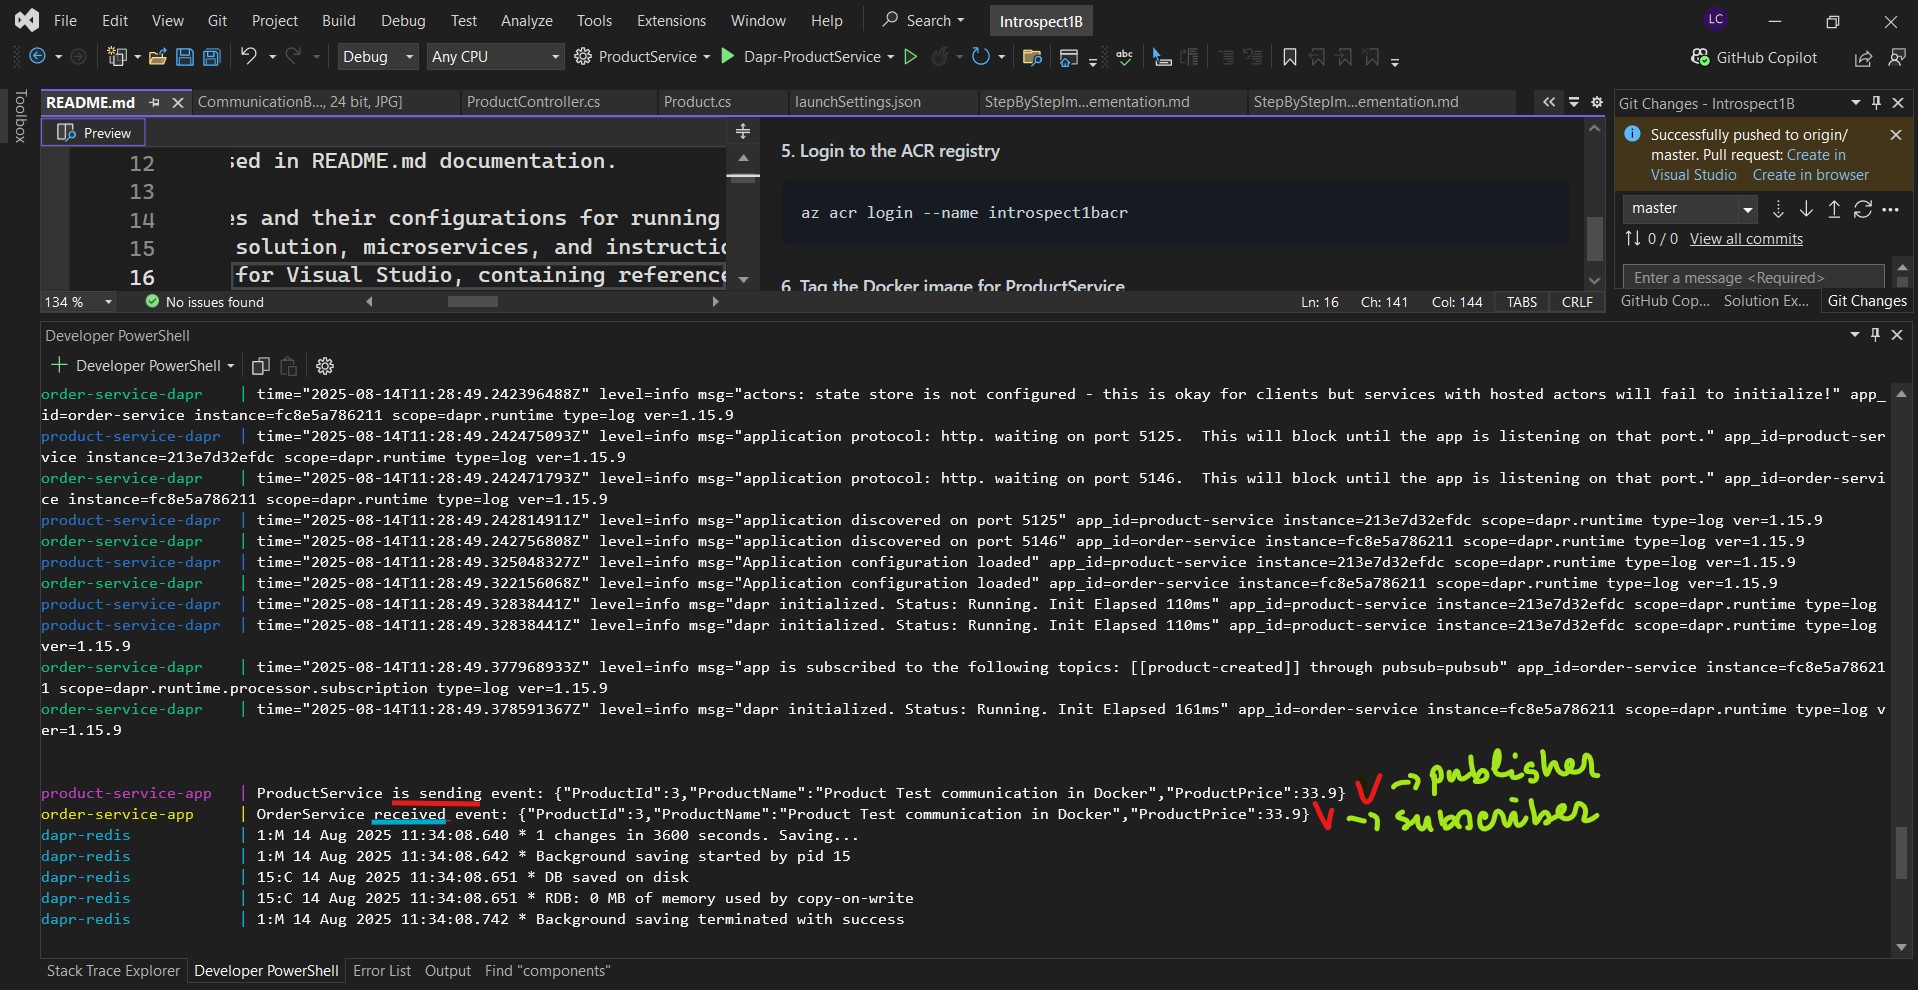 File Edit View Git Project Build Debug Test Analyze Tools Extensions Window Help Search Introspect1B LC
Debug Any CPU ProductService Dapr-ProductService abc GitHub Copilot
Toolbox
README.md CommunicationB..., 24 bit, JPG] ProductController.cs Product.cs launchSettings.json StepByStepIm...ementation.md StepByStepIm...ementation.md
Preview
12 sed in README.md documentation.
13
14 es and their configurations for running
15 solution, microservices, and instructio
16 for Visual Studio, containing reference
134 % No issues found
5. Login to the ACR registry
az acr login --name introspect1bacr
6. Tag the Docker image for ProductService
Ln: 16 Ch: 141 Col: 144 TABS CRLF
Git Changes - Introspect1B
Successfully pushed to origin/
master. Pull request: Create in
Visual Studio Create in browser
master
0 / 0 View all commits
Enter a message <Required>
GitHub Cop... Solution Ex... Git Changes
Developer PowerShell
Developer PowerShell
order-service-dapr | time="2025-08-14T11:28:49.242396488Z" level=info msg="actors: state store is not configured - this is okay for clients but services with hosted actors will fail to initialize!" app_
id=order-service instance=fc8e5a786211 scope=dapr.runtime type=log ver=1.15.9
product-service-dapr | time="2025-08-14T11:28:49.242475093Z" level=info msg="application protocol: http. waiting on port 5125.  This will block until the app is listening on that port." app_id=product-ser
vice instance=213e7d32efdc scope=dapr.runtime type=log ver=1.15.9
order-service-dapr | time="2025-08-14T11:28:49.242471793Z" level=info msg="application protocol: http. waiting on port 5146.  This will block until the app is listening on that port." app_id=order-servi
ce instance=fc8e5a786211 scope=dapr.runtime type=log ver=1.15.9
product-service-dapr | time="2025-08-14T11:28:49.242814911Z" level=info msg="application discovered on port 5125" app_id=product-service instance=213e7d32efdc scope=dapr.runtime type=log ver=1.15.9
order-service-dapr | time="2025-08-14T11:28:49.242756808Z" level=info msg="application discovered on port 5146" app_id=order-service instance=fc8e5a786211 scope=dapr.runtime type=log ver=1.15.9
product-service-dapr | time="2025-08-14T11:28:49.325048327Z" level=info msg="Application configuration loaded" app_id=product-service instance=213e7d32efdc scope=dapr.runtime type=log ver=1.15.9
order-service-dapr | time="2025-08-14T11:28:49.322156068Z" level=info msg="Application configuration loaded" app_id=order-service instance=fc8e5a786211 scope=dapr.runtime type=log ver=1.15.9
product-service-dapr | time="2025-08-14T11:28:49.32838441Z" level=info msg="dapr initialized. Status: Running. Init Elapsed 110ms" app_id=product-service instance=213e7d32efdc scope=dapr.runtime type=log
product-service-dapr | time="2025-08-14T11:28:49.32838441Z" level=info msg="dapr initialized. Status: Running. Init Elapsed 110ms" app_id=product-service instance=213e7d32efdc scope=dapr.runtime type=log
ver=1.15.9
order-service-dapr | time="2025-08-14T11:28:49.377968933Z" level=info msg="app is subscribed to the following topics: [[product-created]] through pubsub=pubsub" app_id=order-service instance=fc8e5a78621
1 scope=dapr.runtime.processor.subscription type=log ver=1.15.9
order-service-dapr | time="2025-08-14T11:28:49.378591367Z" level=info msg="dapr initialized. Status: Running. Init Elapsed 161ms" app_id=order-service instance=fc8e5a786211 scope=dapr.runtime type=log v
er=1.15.9
product-service-app | ProductService is sending event: {"ProductId":3,"ProductName":"Product Test communication in Docker","ProductPrice":33.9} V -> publisher
order-service-app | OrderService received event: {"ProductId":3,"ProductName":"Product Test communication in Docker","ProductPrice":33.9} V -> subscriber
dapr-redis | 1:M 14 Aug 2025 11:34:08.640 * 1 changes in 3600 seconds. Saving...
dapr-redis | 1:M 14 Aug 2025 11:34:08.642 * Background saving started by pid 15
dapr-redis | 15:C 14 Aug 2025 11:34:08.651 * DB saved on disk
dapr-redis | 15:C 14 Aug 2025 11:34:08.651 * RDB: 0 MB of memory used by copy-on-write
dapr-redis | 1:M 14 Aug 2025 11:34:08.742 * Background saving terminated with success
Stack Trace Explorer Developer PowerShell Error List Output Find "components"